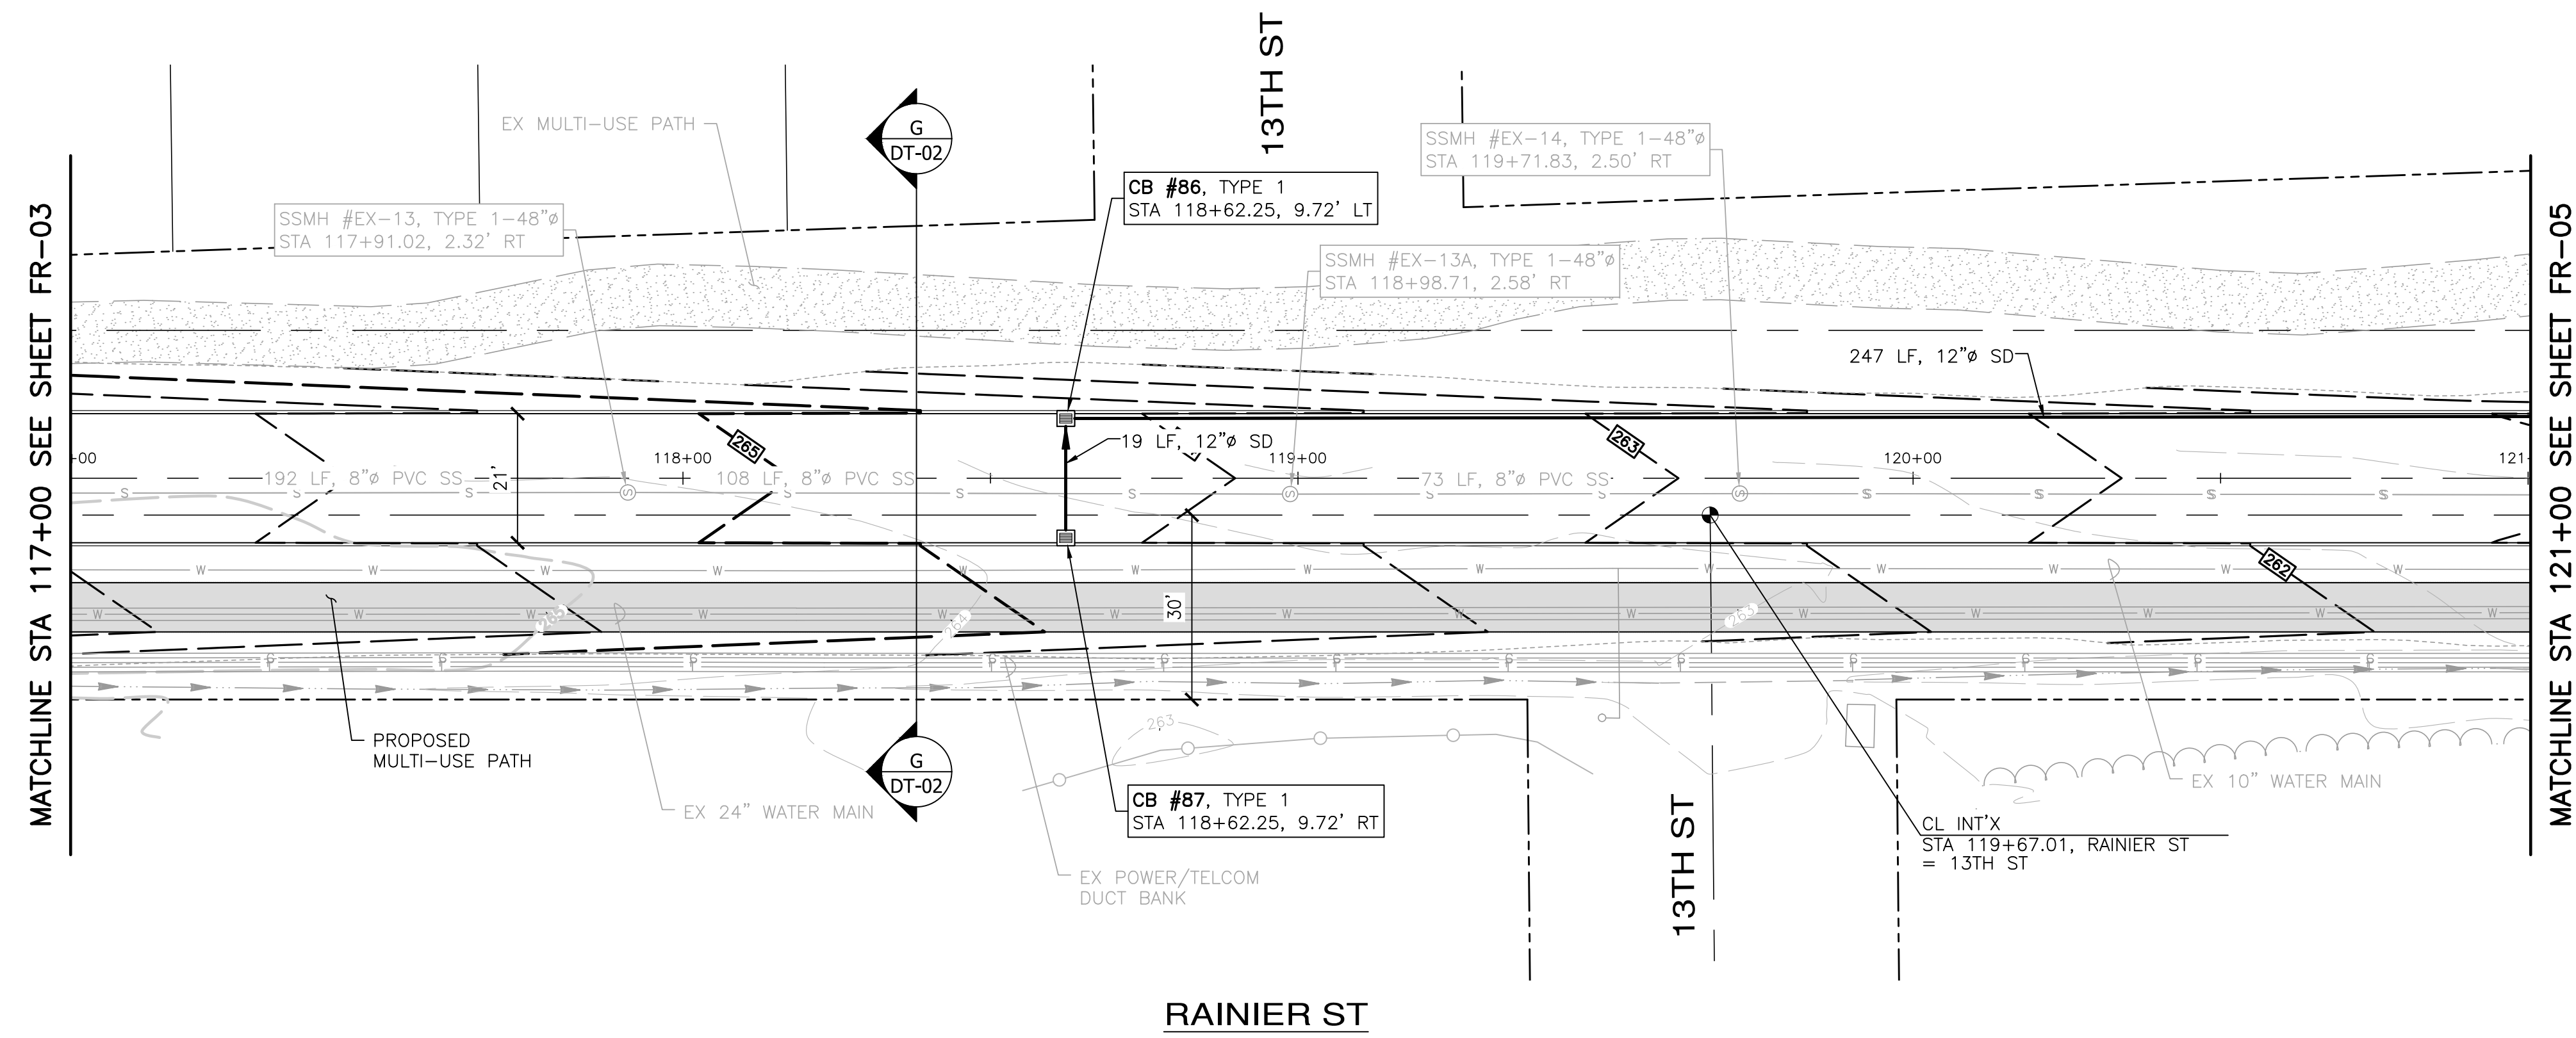 13TH ST
EX MULTI-USE PATH
G
DT-02
SSMH #EX-14, TYPE 1-48"ø
STA 119+71.83, 2.50' RT
CB #86, TYPE 1
STA 118+62.25, 9.72' LT
SSMH #EX-13, TYPE 1-48"ø
STA 117+91.02, 2.32' RT
SSMH #EX-13A, TYPE 1-48"ø
STA 118+98.71, 2.58' RT
MATCHLINE STA 117+00 SEE SHEET FR-03
MATCHLINE STA 121+00 SEE SHEET FR-05
247 LF, 12"ø SD
265
19 LF, 12"ø SD
263
+00
118+00
119+00
120+00
121+
192 LF, 8"ø PVC SS
21'
108 LF, 8"ø PVC SS
73 LF, 8"ø PVC SS
S S S S S S S S S S S S S S
S S S
W W W W W W W W W W W W W
262
W W W W W W W W W W W W W W W
265
264
30'
263
P P P P P P P P P P P P P
263
PROPOSED
MULTI-USE PATH
G
DT-02
EX 24" WATER MAIN
CB #87, TYPE 1
STA 118+62.25, 9.72' RT
EX 10" WATER MAIN
13TH ST
CL INT'X
STA 119+67.01, RAINIER ST
= 13TH ST
EX POWER/TELCOM
DUCT BANK
RAINIER ST